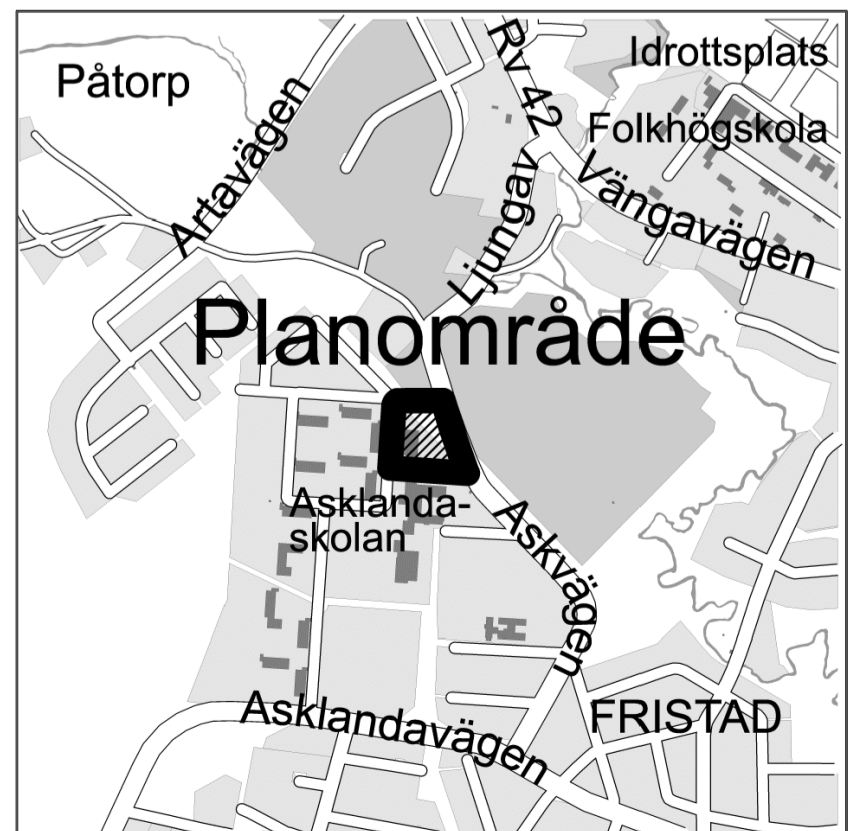 Rv 42
Idrottsplats
Påtorp
Folkhögskola
Artavägen
Ljungav
Vängavägen
Planområde
Asklanda-
skolan
Askvägen
Asklandavägen
FRISTAD